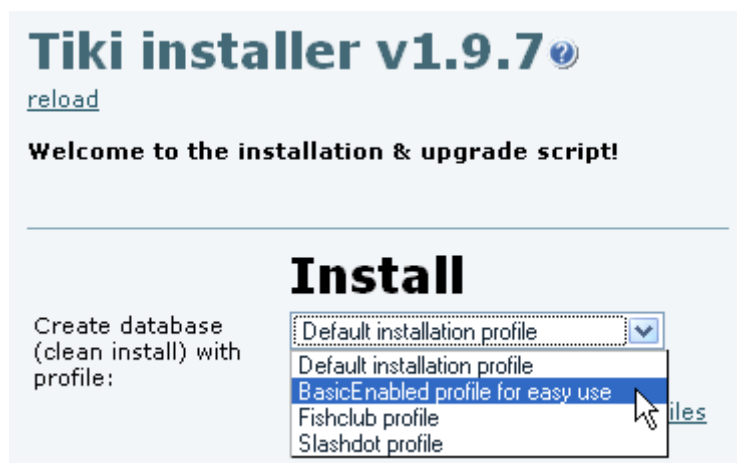 Tiki installer v1.9.7
reload
Welcome to the installation & upgrade script!
Install
Create database
(clean install) with
profile:
Default installation profile
Default installation profile
BasicEnabled profile for easy use
Fishclub profile
Slashdot profile